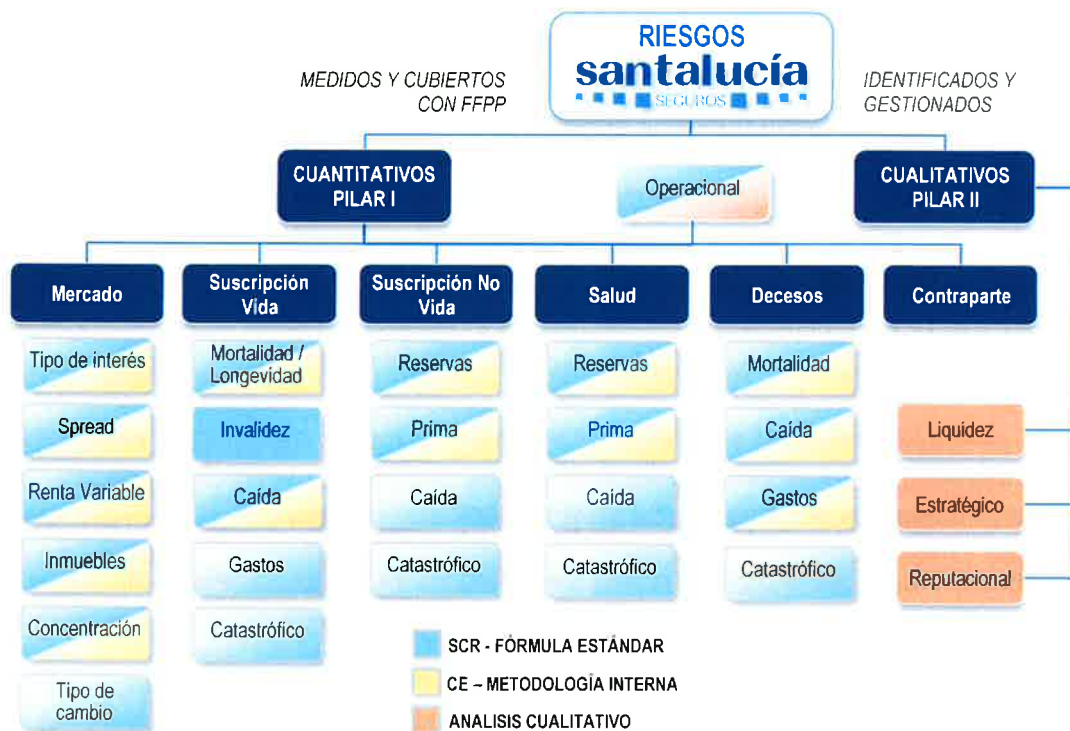 RIESGOS
santalucía
SEGUROS
MEDIDOS Y CUBIERTOS
CON FFPP
IDENTIFICADOS Y
GESTIONADOS
CUANTITATIVOS
PILAR I
Operacional
CUALITATIVOS
PILAR II
Mercado
Suscripción
Vida
Suscripción No
Vida
Salud
Decesos
Contraparte
Tipo de interés
Mortalidad /
Longevidad
Reservas
Reservas
Mortalidad
Spread
Invalidez
Prima
Prima
Caída
Liquidez
Renta Variable
Caída
Caída
Caída
Gastos
Estratégico
Inmuebles
Gastos
Catastrófico
Catastrófico
Catastrófico
Reputacional
Concentración
Catastrófico
Tipo de
cambio
SCR - FÓRMULA ESTÁNDAR
CE – METODOLOGÍA INTERNA
ANALISIS CUALITATIVO